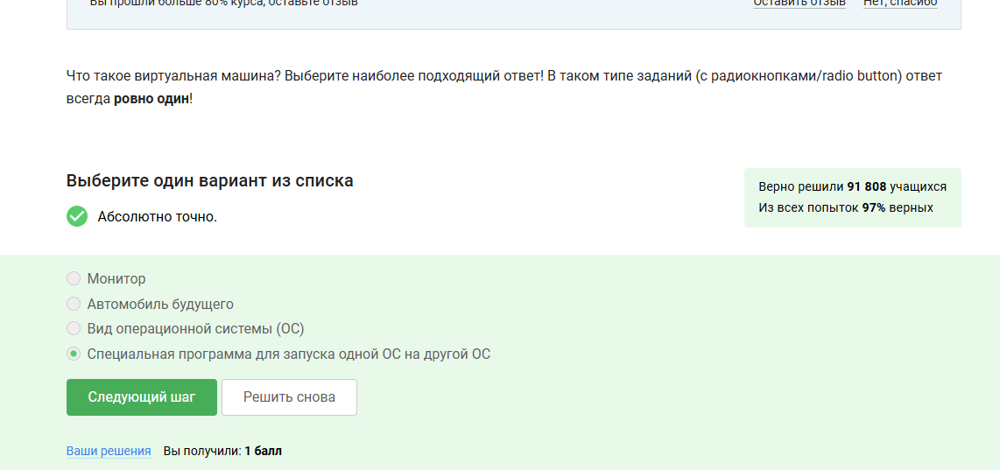 Вы прошли больше 80% курса, оставьте отзыв
Оставить отзыв Нет, спасибо
Что такое виртуальная машина? Выберите наиболее подходящий ответ! В таком типе заданий (с радиокнопками/radio button) ответ
всегда ровно один!
Выберите один вариант из списка
Абсолютно точно.
Верно решили 91 808 учащихся
Из всех попыток 97% верных
Монитор
Автомобиль будущего
Вид операционной системы (ОС)
Специальная программа для запуска одной ОС на другой ОС
Следующий шаг Решить снова
Ваши решения Вы получили: 1 балл